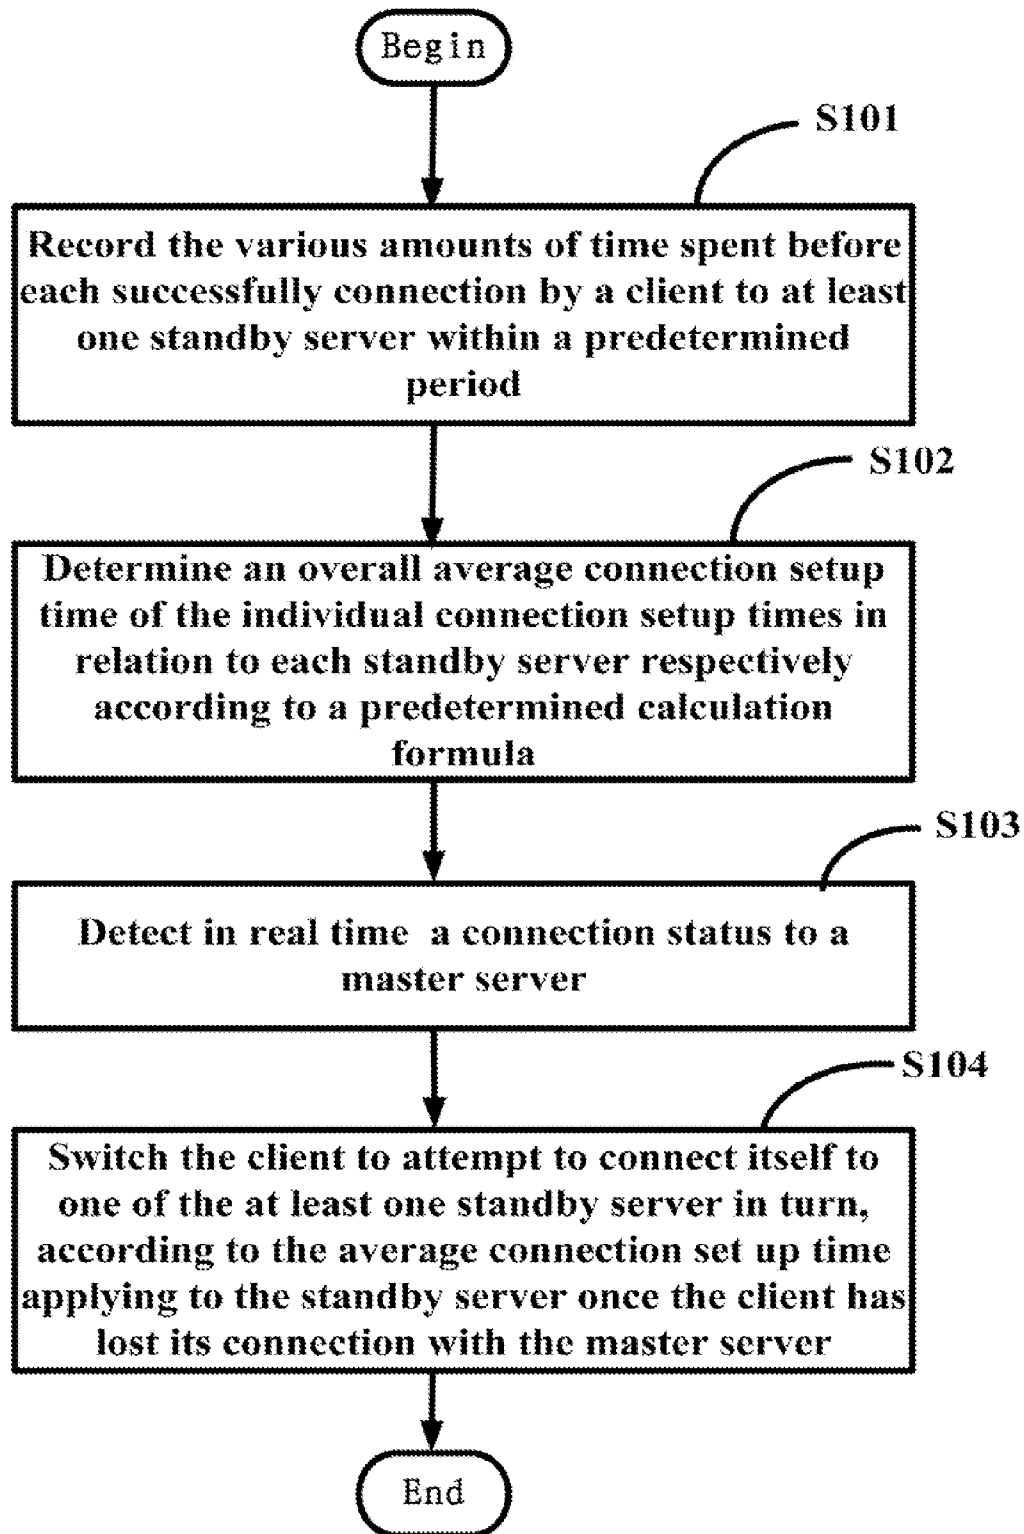 Begin
S101
Record the various amounts of time spent before
each successfully connection by a client to at least
one standby server within a predetermined
period
S102
Determine an overall average connection setup
time of the individual connection setup times in
relation to each standby server respectively
according to a predetermined calculation
formula
S103
Detect in real time a connection status to a
master server
S104
Switch the client to attempt to connect itself to
one of the at least one standby server in turn,
according to the average connection set up time
applying to the standby server once the client has
lost its connection with the master server
End